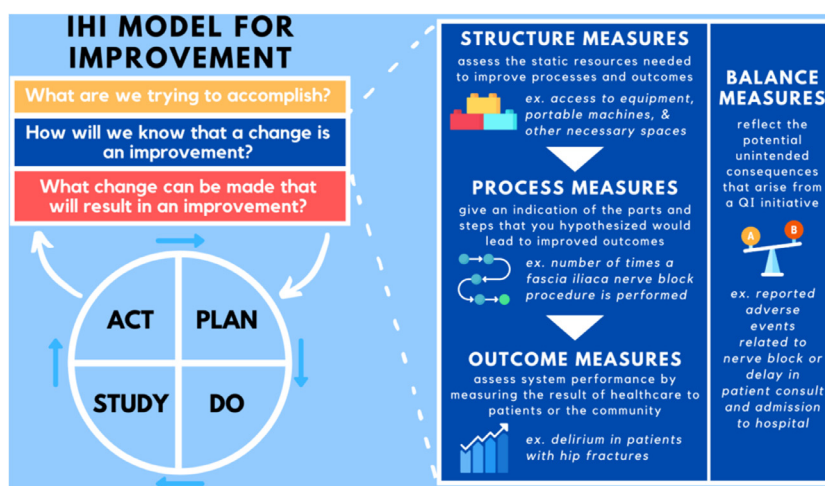 IHI MODEL FOR
IMPROVEMENT
What are we trying to accomplish?
How will we know that a change is
an improvement?
What change can be made that
will result in an improvement?
ACT
PLAN
STUDY
DO
STRUCTURE MEASURES
assess the static resources needed
to improve processes and outcomes
ex. access to equipment,
portable machines, &
other necessary spaces
PROCESS MEASURES
give an indication of the parts and
steps that you hypothesized would
lead to improved outcomes
ex. number of times a
fascia iliaca nerve block
procedure is performed
OUTCOME MEASURES
assess system performance by
measuring the result of healthcare to
patients or the community
ex. delirium in patients
with hip fractures
BALANCE
MEASURES
reflect the
potential
unintended
consequences
that arise from
a QI initiative
A
B
ex. reported
adverse
events
related to
nerve block or
delay in
patient consult
and admission
to hospital